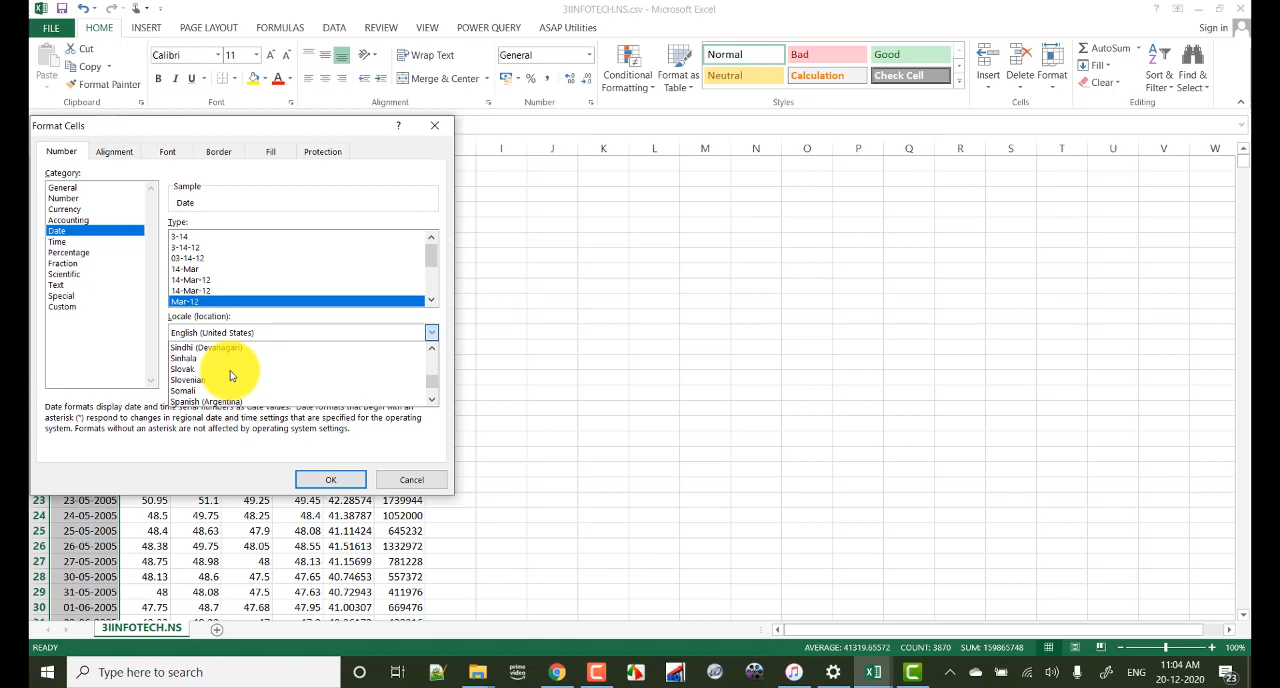 3IINFOTECH.NS.csv - Microsoft Excel
FILE HOME INSERT PAGE LAYOUT FORMULAS DATA REVIEW VIEW POWER QUERY ASAP Utilities Sign in
Paste
Cut
Copy
Format Painter
Clipboard
Calibri 11
B I U
Font
Wrap Text
Merge & Center
Alignment
General
Number
Conditional Formatting
Format as Table
Normal Bad Good
Neutral Calculation Check Cell
Styles
Insert Delete Format
Cells
AutoSum
Fill
Clear
Sort & Filter
Find & Select
Editing
Format Cells ?
Number Alignment Font Border Fill Protection
Category:
General
Number
Currency
Accounting
Date
Time
Percentage
Fraction
Scientific
Text
Special
Custom
Sample
Date
Type:
3-14
3-14-12
03-14-12
14-Mar
14-Mar-12
14-Mar-12
Mar-12
Locale (location):
English (United States)
Sindhi (Devanagari)
Sinhala
Slovak
Slovenian
Somali
Spanish (Argentina)
Date formats display date and time serial numbers as date values. Date formats that begin with an
asterisk (*) respond to changes in regional date and time settings that are specified for the operating
system. Formats without an asterisk are not affected by operating system settings.
OK Cancel
I J K L M N O P Q R S T U V W
23 23-05-2005 50.95 51.1 49.25 49.45 42.28574 1739944
24 24-05-2005 48.5 49.75 48.25 48.4 41.38787 1052000
25 25-05-2005 48.4 48.63 47.9 48.08 41.11424 645232
26 26-05-2005 48.38 49.75 48.05 48.55 41.51613 1332972
27 27-05-2005 48.75 48.98 48 48.13 41.15699 781228
28 30-05-2005 48.13 48.6 47.5 47.65 40.74653 557372
29 31-05-2005 48 48.08 47.5 47.63 40.72943 411976
30 01-06-2005 47.75 48.7 47.68 47.95 41.00307 669476
3IINFOTECH.NS
READY AVERAGE: 41319.65572 COUNT: 3870 SUM: 159865748 100%
Type here to search
prime video
ENG
11:04 AM
20-12-2020
23